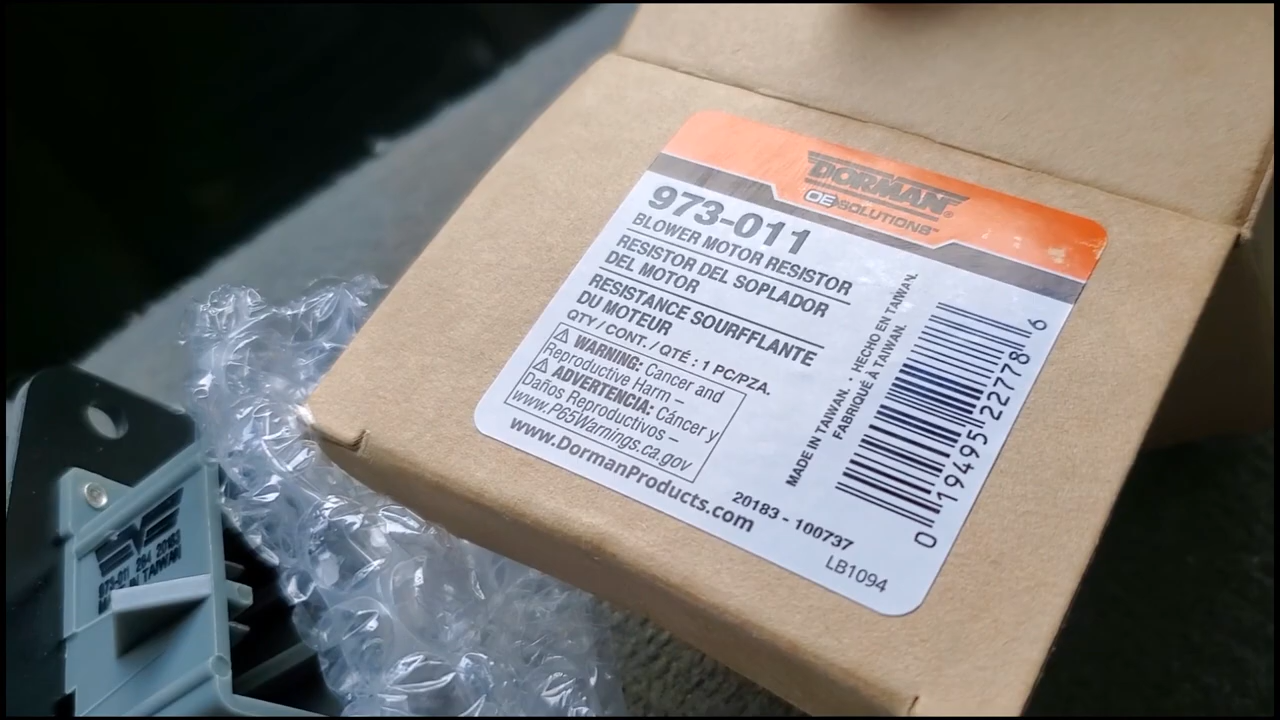 DORMAN®
OE SOLUTIONS™
973-011
BLOWER MOTOR RESISTOR
RESISTOR DEL SOPLADOR
DEL MOTOR
RESISTANCE SOURFFLANTE
DU MOTEUR
QTY / CONT. / QTÉ : 1 PC/PZA.
⚠ WARNING: Cancer and
Reproductive Harm –
⚠ ADVERTENCIA: Cáncer y
Daños Reproductivos –
www.P65Warnings.ca.gov
www.DormanProducts.com
20183 - 100737
LB1094
MADE IN TAIWAN. · HECHO EN TAIWAN.
FABRIQUÉ À TAIWAN.
0 19495 22778 6
973-011
TAIWAN